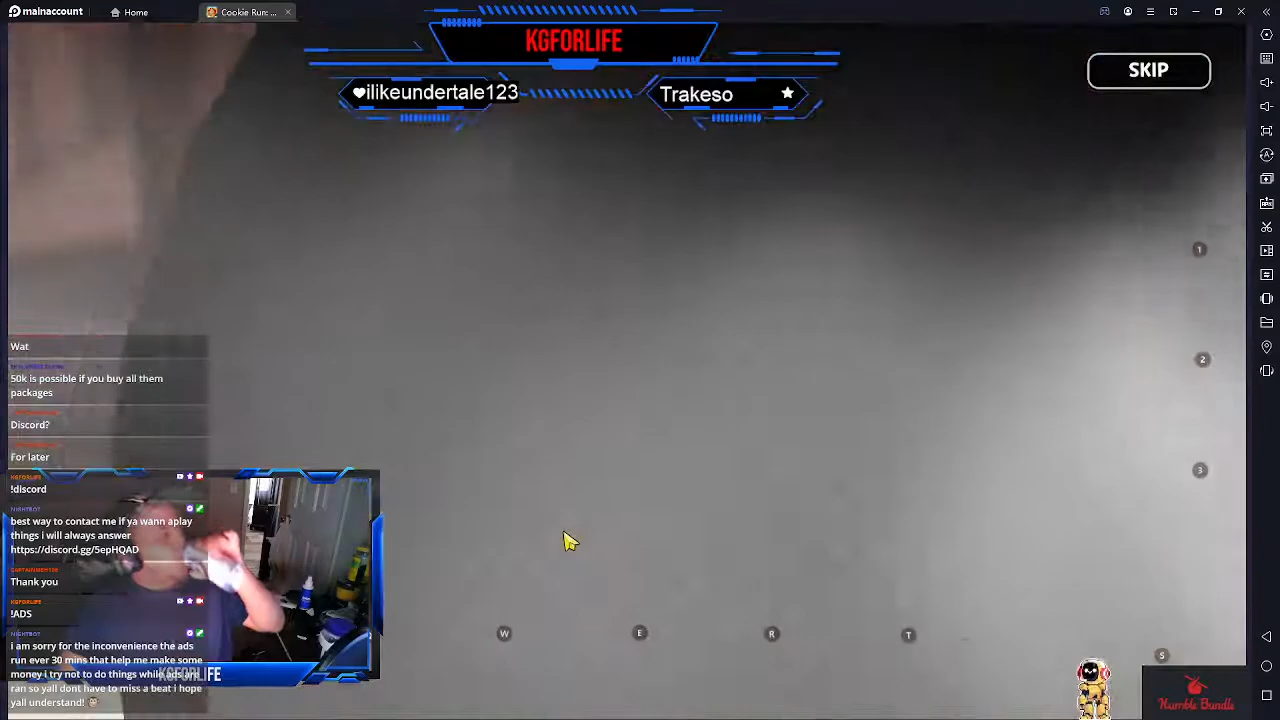 mainaccount
Home
Cookie Run ...
KGFORLIFE
ilikeundertale123
Trakeso
SKIP
1
2
3
Wat
50k is possible if you buy all them
packages
Discord?
For later
KGFORLIFE
!discord
NIGHTBOT
best way to contact me if ya wann aplay
things i will always answer
https://discord.gg/5epHQAD
Thank you
KGFORLIFE
!ADS
NIGHTBOT
i am sorry for the inconvenience the ads
run ever 30 mins that help me make some
money i try not to do things while ads are
ran so yall dont have to miss a beat i hope
yall understand!
KGFORLIFE
W
E
R
T
S
Humble Bundle